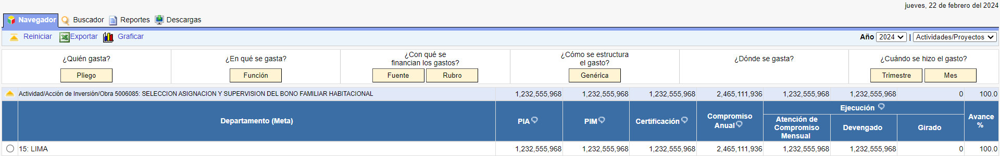 jueves, 22 de febrero del 2024
Navegador Buscador Reportes Descargas
Reiniciar Exportar Graficar Año 2024 | Actividades/Proyectos
¿Quién gasta?
Pliego
¿En qué se gasta?
Función
¿Con qué se
financian los gastos?
Fuente Rubro
¿Cómo se estructura
el gasto?
Genérica
¿Dónde se gasta?
¿Cuándo se hizo el gasto?
Trimestre Mes
Actividad/Acción de Inversión/Obra 5006085: SELECCION ASIGNACION Y SUPERVISION DEL BONO FAMILIAR HABITACIONAL 1,232,555,968 1,232,555,968 1,232,555,968 2,465,111,936 1,232,555,968 1,232,555,968 0 100.0
Departamento (Meta)
PIA
PIM
Certificación
Compromiso
Anual
Ejecución
Atención de
Compromiso
Mensual
Devengado
Girado
Avance
%
15: LIMA 1,232,555,968 1,232,555,968 1,232,555,968 2,465,111,936 1,232,555,968 1,232,555,968 0 100.0